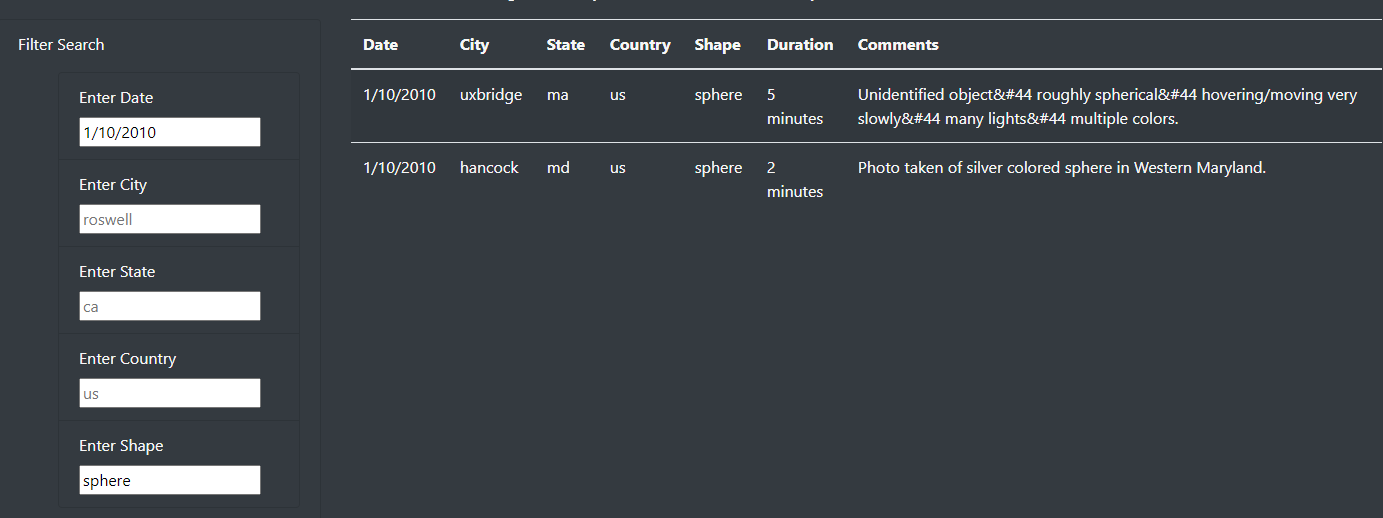 Filter Search
Enter Date
1/10/2010
Enter City
roswell
Enter State
ca
Enter Country
us
Enter Shape
sphere
Date City State Country Shape Duration Comments
1/10/2010 uxbridge ma us sphere 5 minutes Unidentified object&#44 roughly spherical&#44 hovering/moving very
slowly&#44 many lights&#44 multiple colors.
1/10/2010 hancock md us sphere 2 minutes Photo taken of silver colored sphere in Western Maryland.